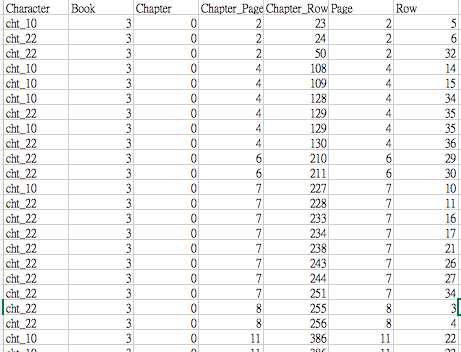 Character Book Chapter Chapter_Page Chapter_Row Page Row
cht_10 3 0 2 23 2 5
cht_22 3 0 2 24 2 6
cht_22 3 0 2 50 2 32
cht_10 3 0 4 108 4 14
cht_10 3 0 4 109 4 15
cht_10 3 0 4 128 4 34
cht_22 3 0 4 129 4 35
cht_10 3 0 4 129 4 35
cht_22 3 0 4 130 4 36
cht_22 3 0 6 210 6 29
cht_22 3 0 6 211 6 30
cht_10 3 0 7 227 7 10
cht_22 3 0 7 228 7 11
cht_22 3 0 7 233 7 16
cht_22 3 0 7 234 7 17
cht_22 3 0 7 238 7 21
cht_22 3 0 7 243 7 26
cht_22 3 0 7 244 7 27
cht_22 3 0 7 251 7 34
cht_22 3 0 8 255 8 3
cht_22 3 0 8 256 8 4
cht_10 3 0 11 386 11 22